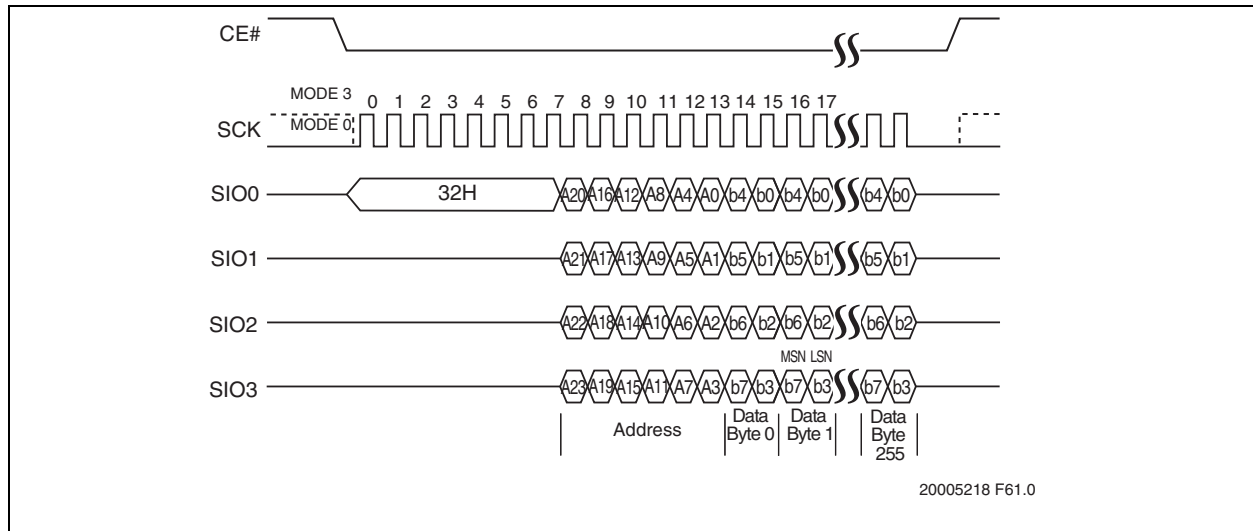 CE#
MODE 3
0 1 2 3 4 5 6 7 8 9 10 11 12 13 14 15 16 17
SCK
MODE 0
SIO0
32H
A20 A16 A12 A8 A4 A0 b4 b0 b4 b0 b4 b0
SIO1
A21 A17 A13 A9 A5 A1 b5 b1 b5 b1 b5 b1
SIO2
A22 A18 A14 A10 A6 A2 b6 b2 b6 b2 b6 b2
MSN LSN
SIO3
A23 A19 A15 A11 A7 A3 b7 b3 b7 b3 b7 b3
Address
Data
Byte 0
Data
Byte 1
Data
Byte
255
20005218 F61.0